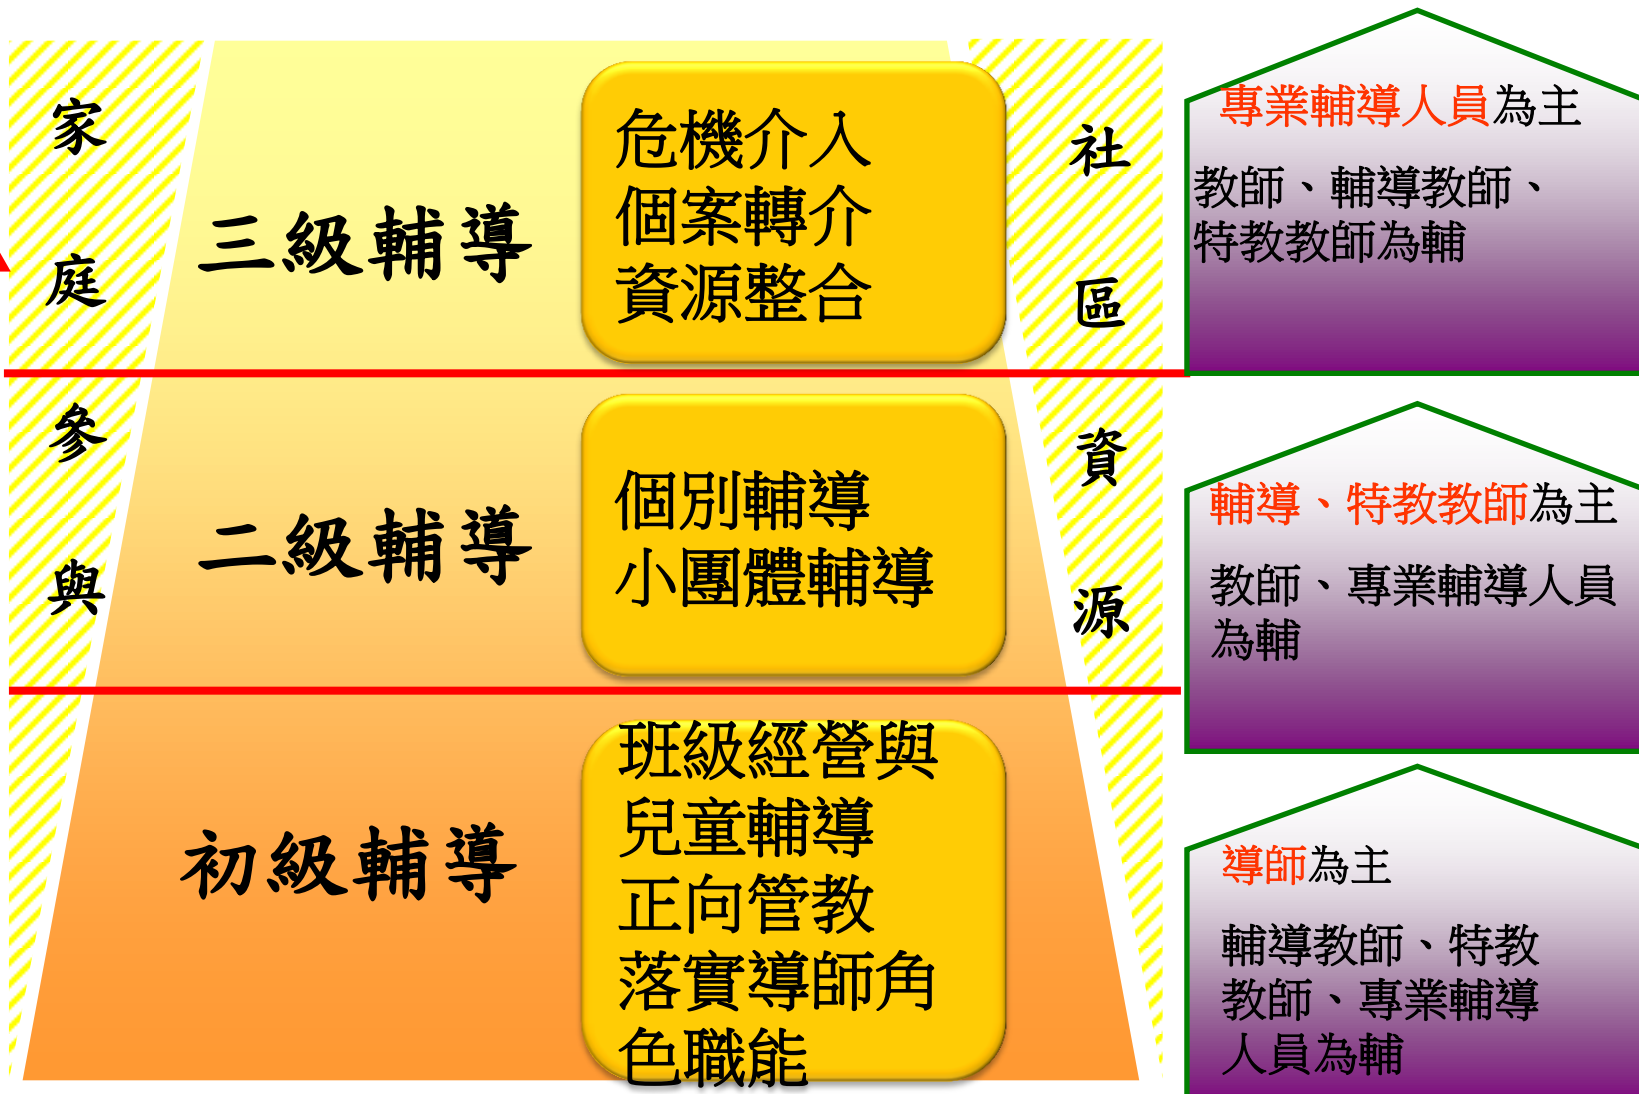 家庭參與
三級輔導
危機介入
個案轉介
資源整合
社區資源
專業輔導人員為主
教師、輔導教師、
特教教師為輔
二級輔導
個別輔導
小團體輔導
輔導、特教教師為主
教師、專業輔導人員
為輔
初級輔導
班級經營與
兒童輔導
正向管教
落實導師角
色職能
導師為主
輔導教師、特教
教師、專業輔導
人員為輔